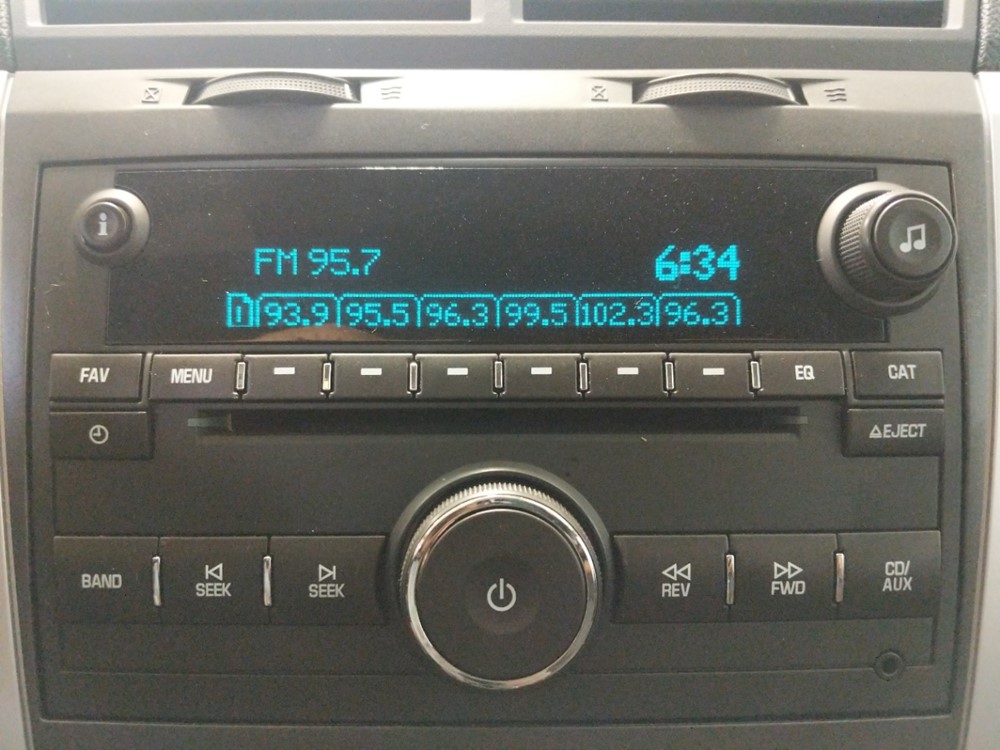 FM 95.7 6:34
1 93.9 95.5 96.3 99.5 102.3 96.3
FAV MENU EQ CAT
EJECT
BAND SEEK SEEK REV FWD CD/
AUX